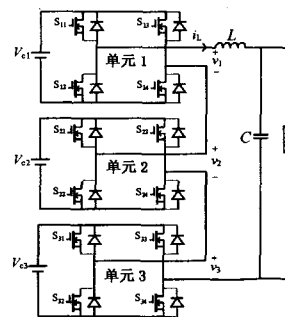 S₁₁ S₁₃
V_c1 单元 1 i_L L
v₁
S₁₂ S₁₄
+
−
S₂₁
V_c2 单元 2 C
+
v₂
−
S₂₂ S₂₄
S₃₁ S₃₃
V_c3 单元 3
+
v₃
S₃₂ S₃₄